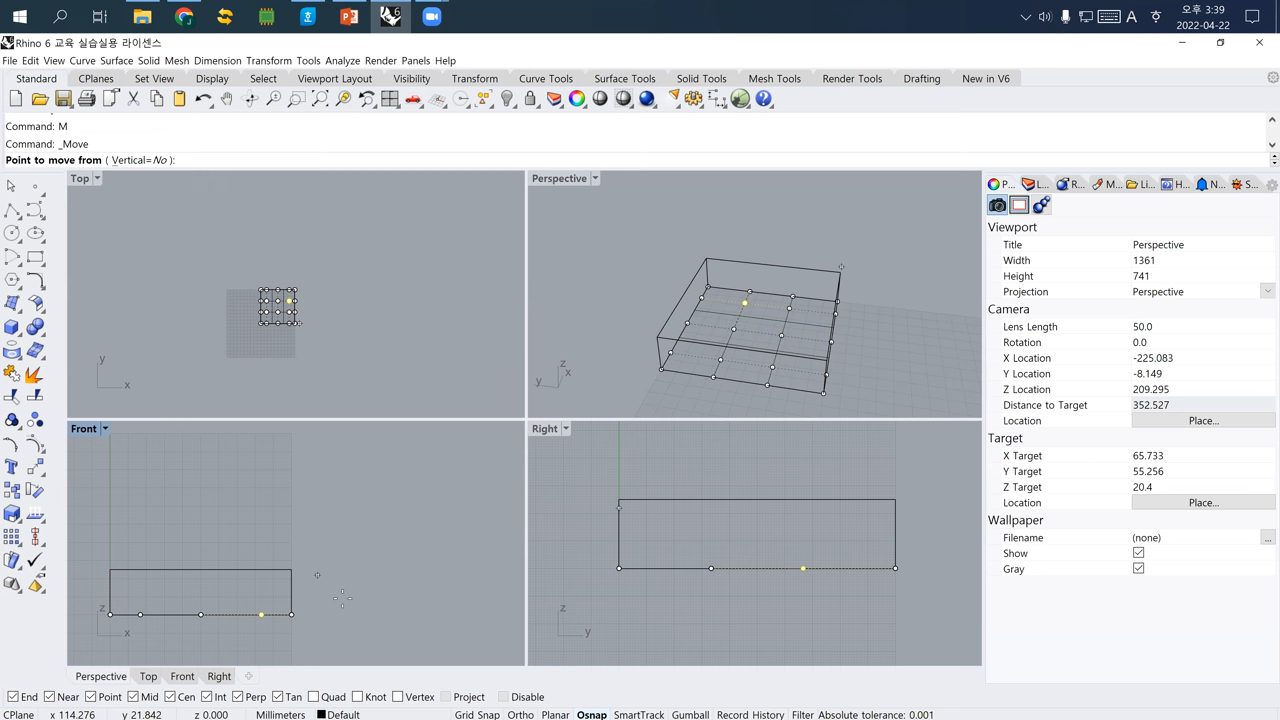 A
오후 3:39
2022-04-22
Rhino 6 교육 실습실용 라이센스
File Edit View Curve Surface Solid Mesh Dimension Transform Tools Analyze Render Panels Help
Standard CPlanes Set View Display Select Viewport Layout Visibility Transform Curve Tools Surface Tools Solid Tools Mesh Tools Render Tools Drafting New in V6
Command: M
Command: _Move
Point to move from ( Vertical=No ):
Top
Perspective
P... L... R... M... Li... H... N... S...
Viewport
Title Perspective
Width 1361
Height 741
Projection Perspective
Camera
Lens Length 50.0
Rotation 0.0
X Location -225.083
Y Location -8.149
Z Location 209.295
Distance to Target 352.527
Location Place...
Target
X Target 65.733
Y Target 55.256
Z Target 20.4
Location Place...
Wallpaper
Filename (none) ...
Show
Gray
y
x
z
y x
Front
Right
z
x
z
y
Perspective Top Front Right
End Near Point Mid Cen Int Perp Tan Quad Knot Vertex Project Disable
CPlane x 114.276 y 21.842 z 0.000 Millimeters Default Grid Snap Ortho Planar Osnap SmartTrack Gumball Record History Filter Absolute tolerance: 0.001